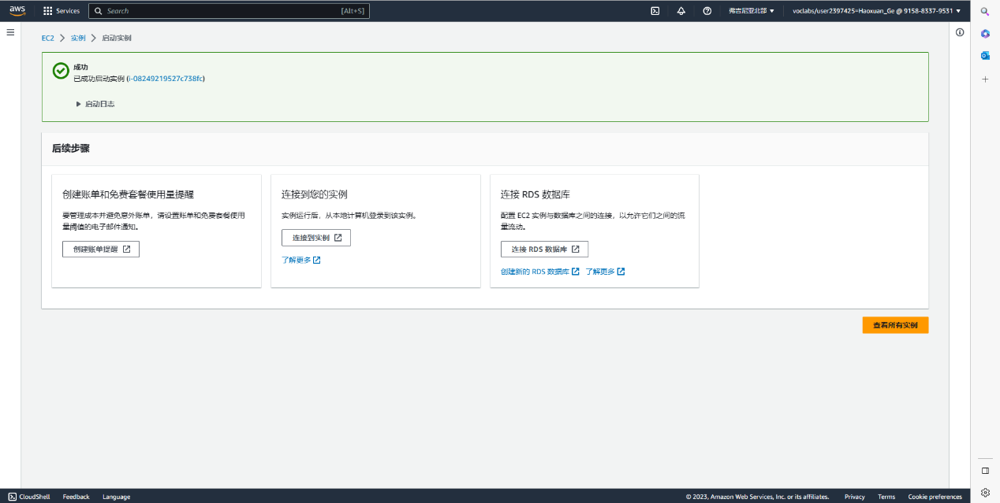 aws
Services
Search
[Alt+S]
弗吉尼亚北部
voclabs/user2397425=Haoxuan_Ge @ 9158-8337-9531
EC2
实例
启动实例
成功
已成功启动实例 (i-08249219527c738fc)
启动日志
后续步骤
创建账单和免费套餐使用量提醒
要管理成本并避免意外账单，请设置账单和免费套餐使用
量阈值的电子邮件通知。
创建账单提醒
连接到您的实例
实例运行后，从本地计算机登录到该实例。
连接到实例
了解更多
连接 RDS 数据库
配置 EC2 实例与数据库之间的连接，以允许它们之间的流
量流动。
连接 RDS 数据库
创建新的 RDS 数据库
了解更多
查看所有实例
CloudShell
Feedback
Language
© 2023, Amazon Web Services, Inc. or its affiliates.
Privacy
Terms
Cookie preferences